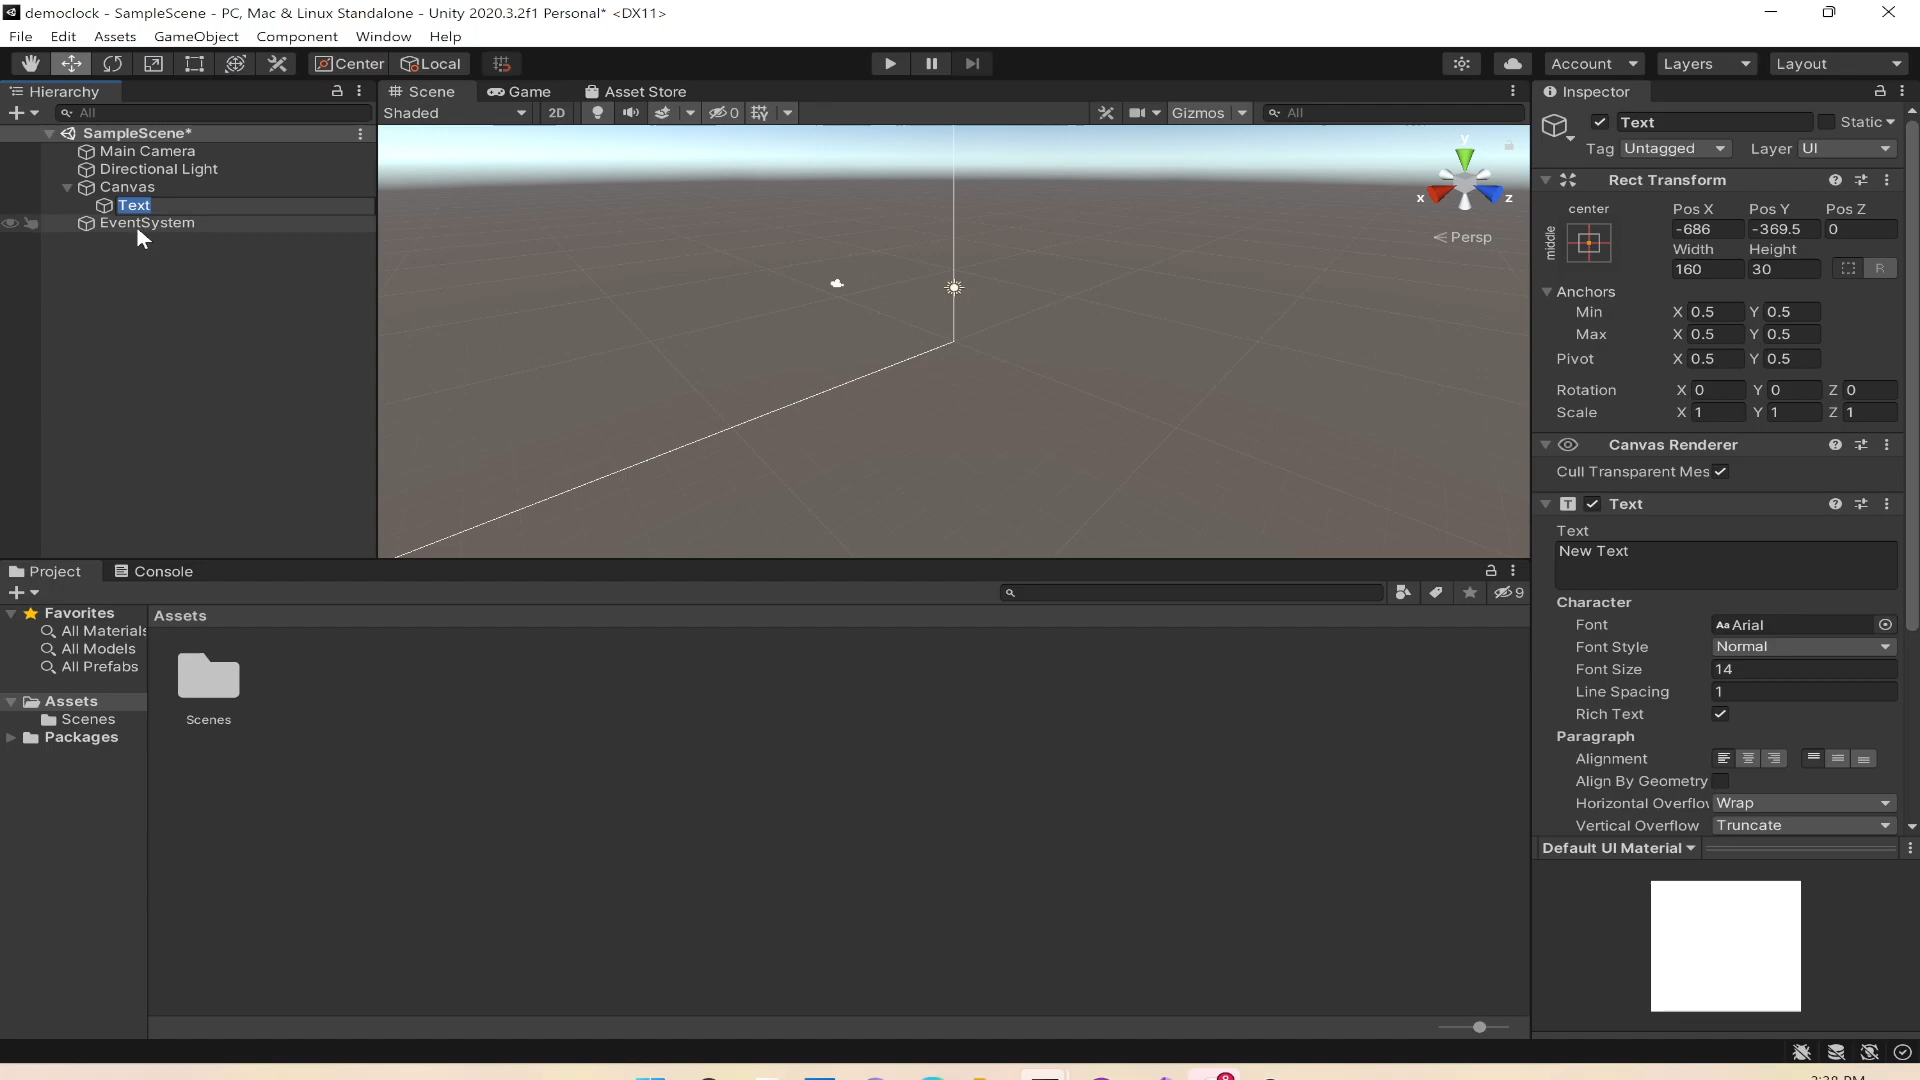 democlock - SampleScene - PC, Mac & Linux Standalone - Unity 2020.3.2f1 Personal* <DX11>
File Edit Assets GameObject Component Window Help
Center Local Account Layers Layout
Hierarchy
All
SampleScene*
Main Camera
Directional Light
Canvas
Text
EventSystem
Scene Game Asset Store
Shaded 2D 0 Gizmos All
y
x z
Persp
Inspector
Text Static
Tag Untagged Layer UI
Rect Transform
center Pos X Pos Y Pos Z
middle -686 -369.5 0
Width Height
160 30 R
Anchors
Min X 0.5 Y 0.5
Max X 0.5 Y 0.5
Pivot X 0.5 Y 0.5
Rotation X 0 Y 0 Z 0
Scale X 1 Y 1 Z 1
Canvas Renderer
Cull Transparent Mes
T Text
Text
New Text
Character
Font Aa Arial
Font Style Normal
Font Size 14
Line Spacing 1
Rich Text
Paragraph
Alignment
Align By Geometry
Horizontal Overflov Wrap
Vertical Overflow Truncate
Default UI Material
Project Console
9
Favorites
All Materials
All Models
All Prefabs
Assets
Scenes
Packages
Assets
Scenes